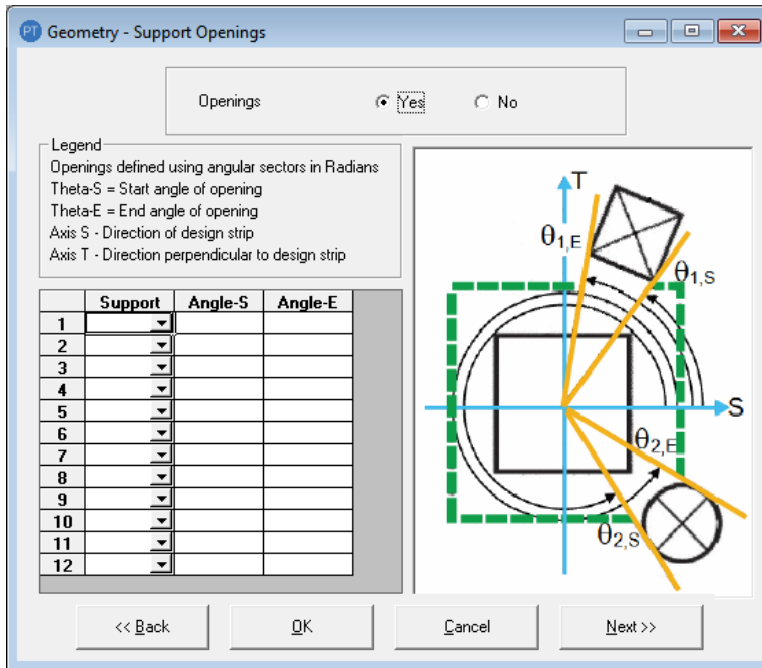 PT Geometry - Support Openings
Openings Yes No
Legend
Openings defined using angular sectors in Radians
Theta-S = Start angle of opening
Theta-E = End angle of opening
Axis S - Direction of design strip
Axis T - Direction perpendicular to design strip
Support Angle-S Angle-E
1
2
3
4
5
6
7
8
9
10
11
12
T
θ1,E
θ1,S
S
θ2,E
θ2,S
<< Back OK Cancel Next >>